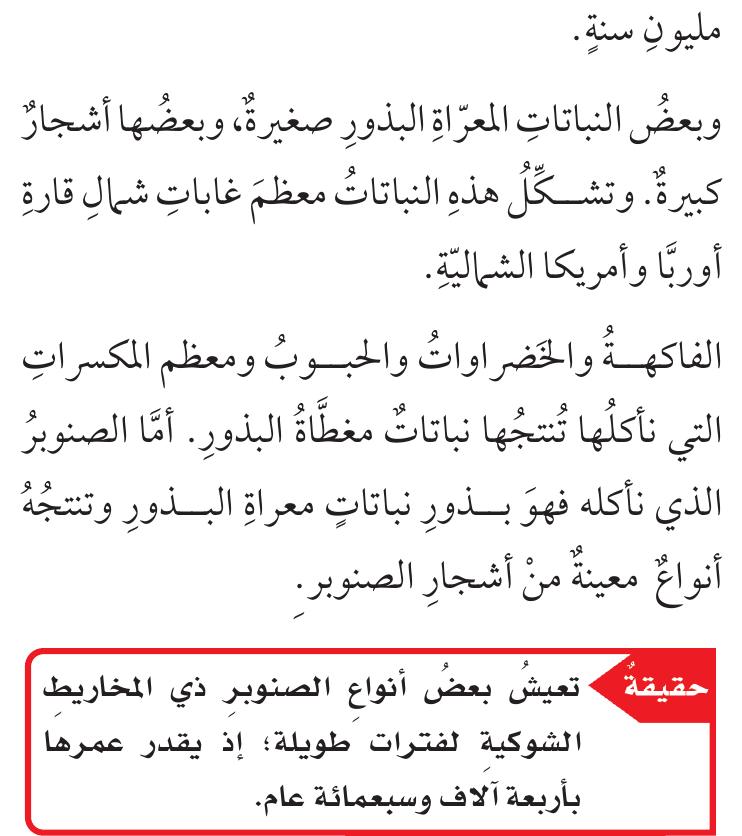 مليونِ سنةٍ.
وبعضُ النباتاتِ المعرّاةِ البذورِ صغيرةٌ، وبعضُها أشجارٌ
كبيرةٌ. وتشكِّلُ هذهِ النباتاتُ معظمَ غاباتِ شمالِ قارةِ
أوربَّا وأمريكا الشماليّةِ.
الفاكهةُ والخَضراواتُ والحبوبُ ومعظم المكسراتِ
التي نأكلُها تُنتجُها نباتاتٌ مغطَّاةُ البذورِ. أمَّا الصنوبرُ
الذي نأكله فهوَ بذورِ نباتاتٍ معراةِ البذورِ وتنتجُهُ
أنواعٌ معينةٌ منْ أشجارِ الصنوبرِ.
حقيقةٌ تعيشُ بعضُ أنواعِ الصنوبرِ ذي المخاريطِ
الشوكيةِ لفترات طويلة؛ إذ يقدر عمرها
بأربعة آلاف وسبعمائة عام.